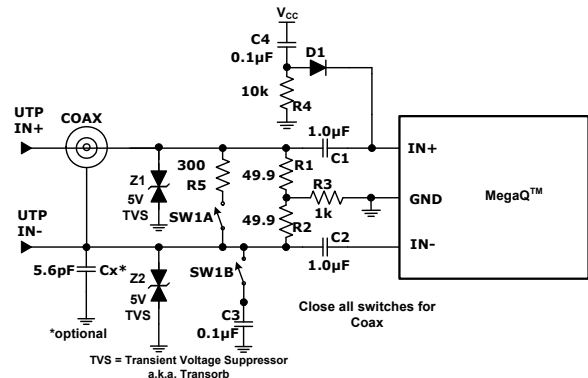 VCC
C4
0.1µF
D1
10k
R4
UTP
IN+
COAX
1.0µF
C1
IN+
300
R5
49.9
R1
R3
1k
GND
MegaQ™
Z1
5V
TVS
SW1A
49.9
R2
UTP
IN-
C2
1.0µF
IN-
5.6pF
Cx*
Z2
5V
TVS
SW1B
C3
0.1µF
Close all switches for
Coax
*optional
TVS = Transient Voltage Suppressor
a.k.a. Transorb